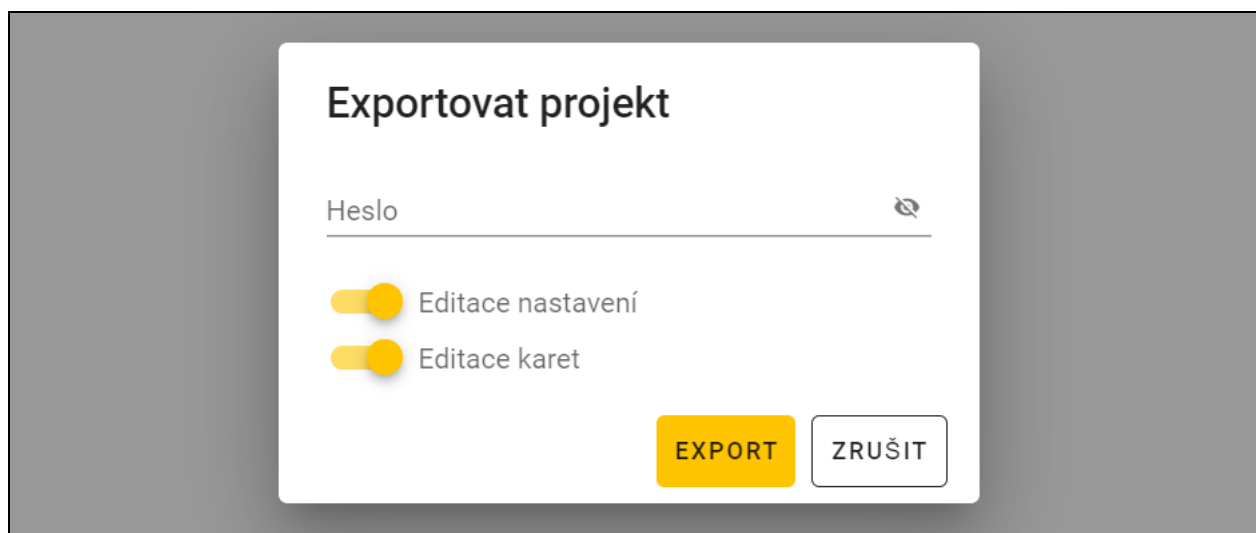 Exportovat projekt
Heslo
Editace nastavení
Editace karet
EXPORT ZRUŠIT